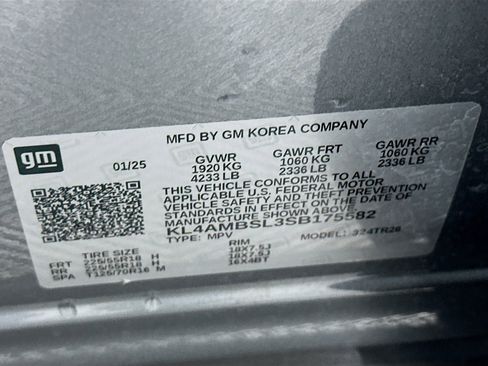 MFD BY GM KOREA COMPANY
gm
01/25 GVWR GAWR FRT GAWR RR
1920 KG 1060 KG 1060 KG
4233 LB 2336 LB 2336 LB
THIS VEHICLE CONFORMS TO ALL
APPLICABLE U.S. FEDERAL MOTOR
VEHICLE SAFETY AND THEFT PREVENTION
STANDARDS IN EFFECT ON THE DATE OF
MANUFACTURE SHOWN ABOVE.
KL4AMBSL3SB175582
TYPE: MPV MODEL: 324TR26
TIRE SIZE RIM
FRT 225/55R18 H 18X7.5J
RR 225/55R18 H 18X7.5J
SPA T125/70R16 M 16X4BT